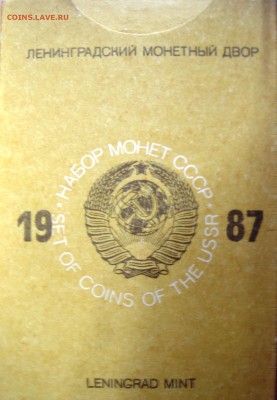 COINS.LAVE.RU
ЛЕНИНГРАДСКИЙ МОНЕТНЫЙ ДВОР
• НАБОР МОНЕТ СССР •
19 87
SET OF COINS OF THE USSR
LENINGRAD MINT